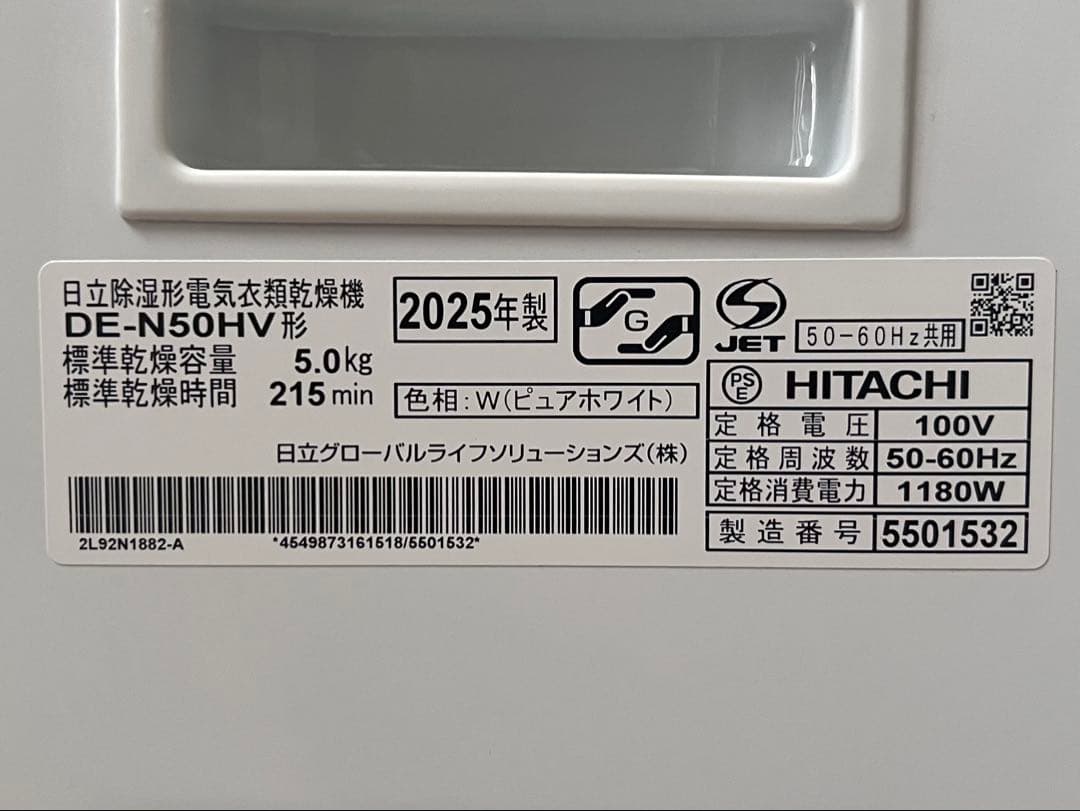 日立除湿形電気衣類乾燥機
DE-N50HV形
標準乾燥容量 5.0kg
標準乾燥時間 215min
2025年製
G
JET
50-60Hz共用
色相:W(ピュアホワイト)
日立グローバルライフソリューションズ(株)
2L92N1882-A
*4549873161518/5501532*
PSE HITACHI
定格電圧 100V
定格周波数 50-60Hz
定格消費電力 1180W
製造番号 5501532